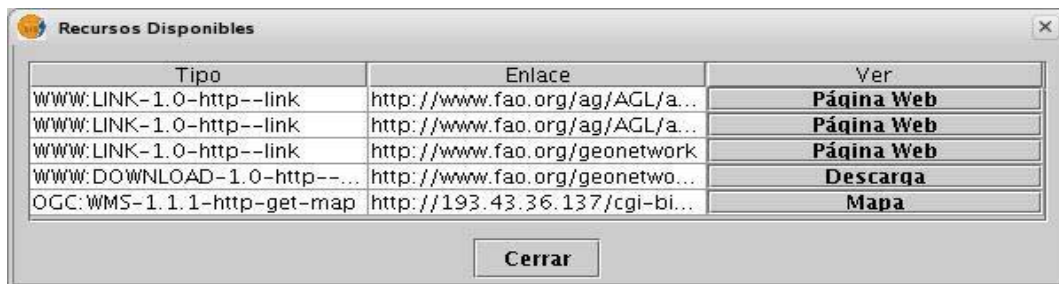 Recursos Disponibles
Tipo Enlace Ver
WWW:LINK-1.0-http--link http://www.fao.org/ag/AGL/a... Página Web
WWW:LINK-1.0-http--link http://www.fao.org/ag/AGL/a... Página Web
WWW:LINK-1.0-http--link http://www.fao.org/geonetwork Página Web
WWW:DOWNLOAD-1.0-http--... http://www.fao.org/geonetwo... Descarga
OGC:WMS-1.1.1-http-get-map http://193.43.36.137/cgi-bi... Mapa
Cerrar